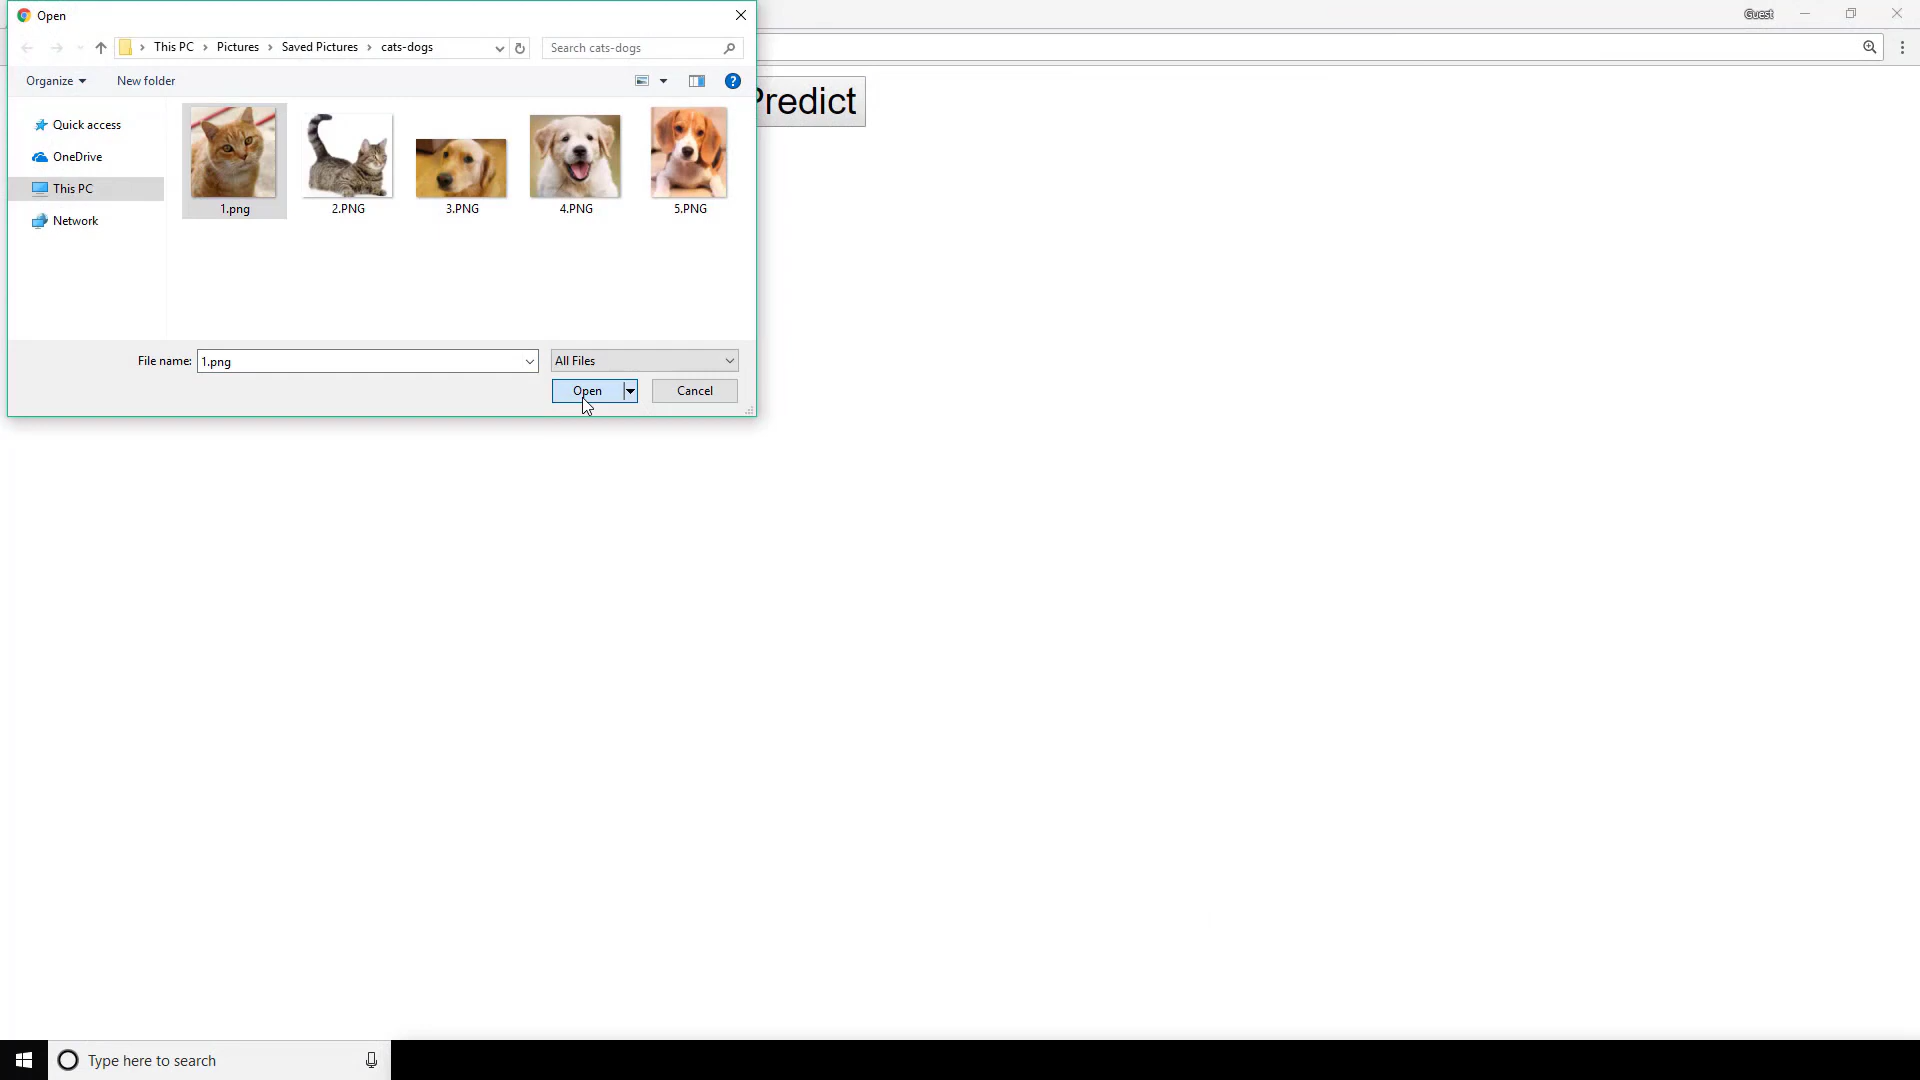 Open
Guest
This PC
Pictures
Saved Pictures
cats-dogs
Search cats-dogs
Organize
New folder
Predict
Quick access
OneDrive
This PC
Network
1.png
2.PNG
3.PNG
4.PNG
5.PNG
File name:
1.png
All Files
Open
Cancel
Type here to search